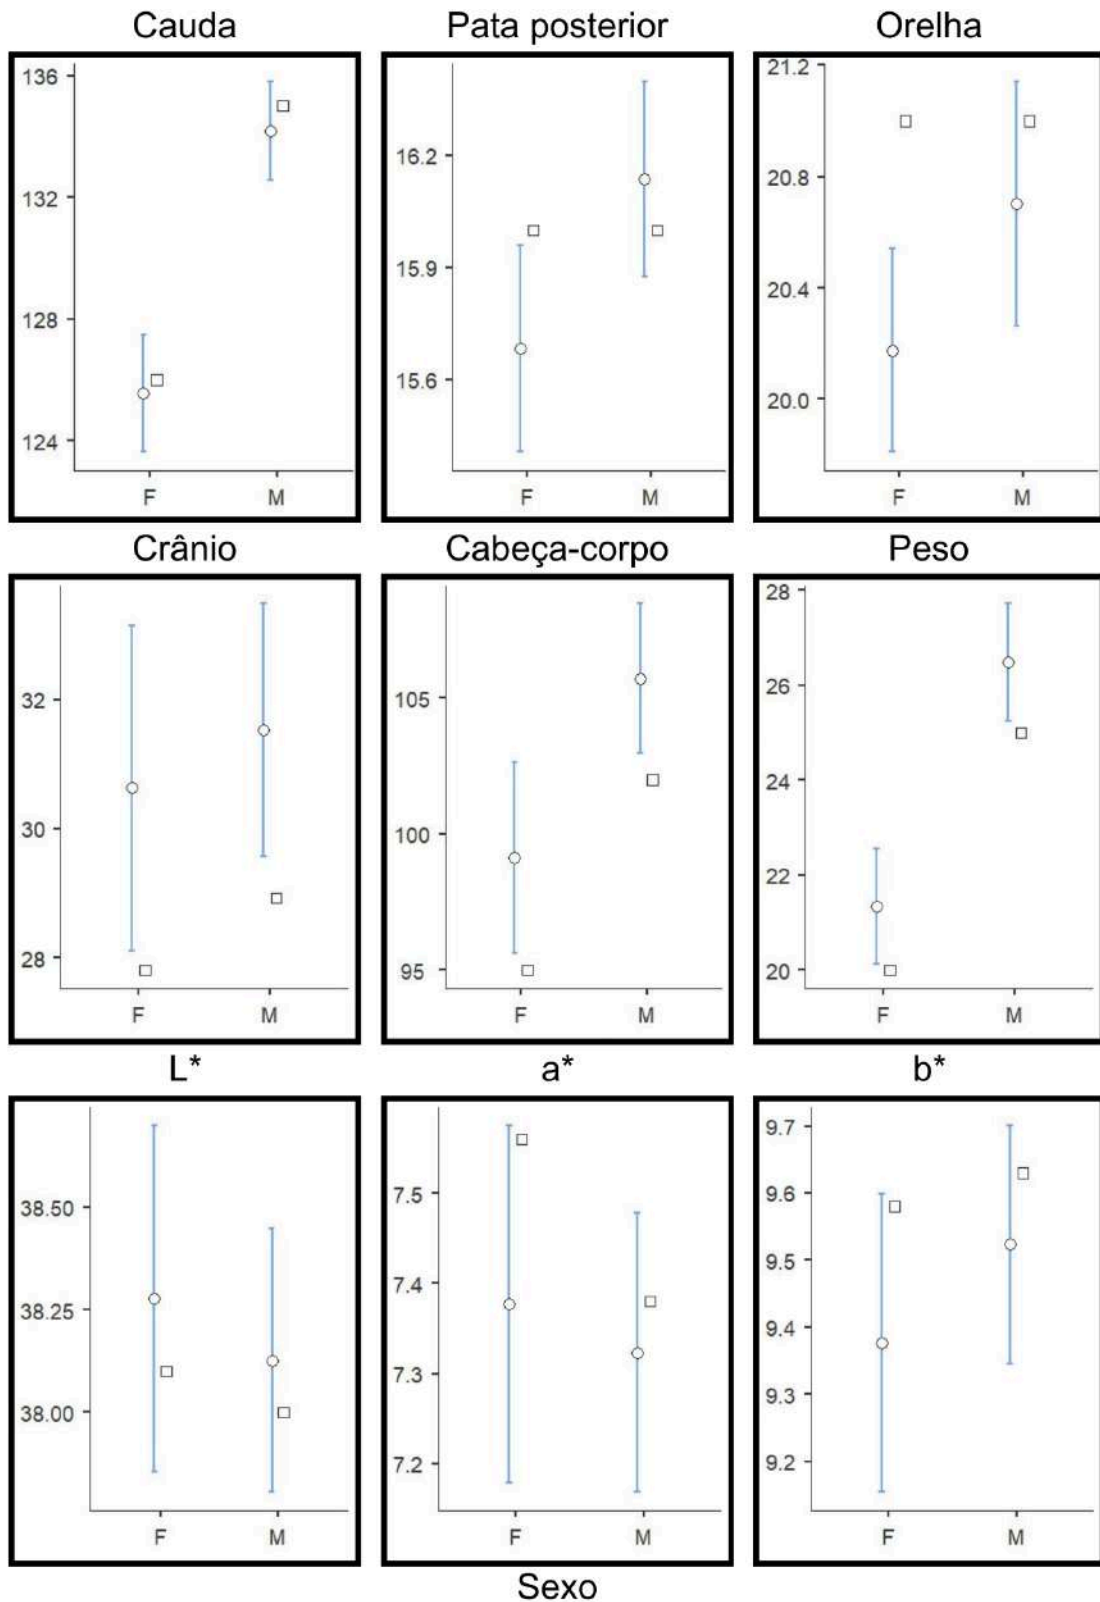 Cauda Pata posterior Orelha
136
132
128
124
F M
16.2
15.9
15.6
F M
21.2
20.8
20.4
20.0
F M
Crânio Cabeça-corpo Peso
32
30
28
F M
105
100
95
F M
28
26
24
22
20
F M
L* a* b*
38.50
38.25
38.00
F M
7.5
7.4
7.3
7.2
F M
9.7
9.6
9.5
9.4
9.3
9.2
F M
Sexo